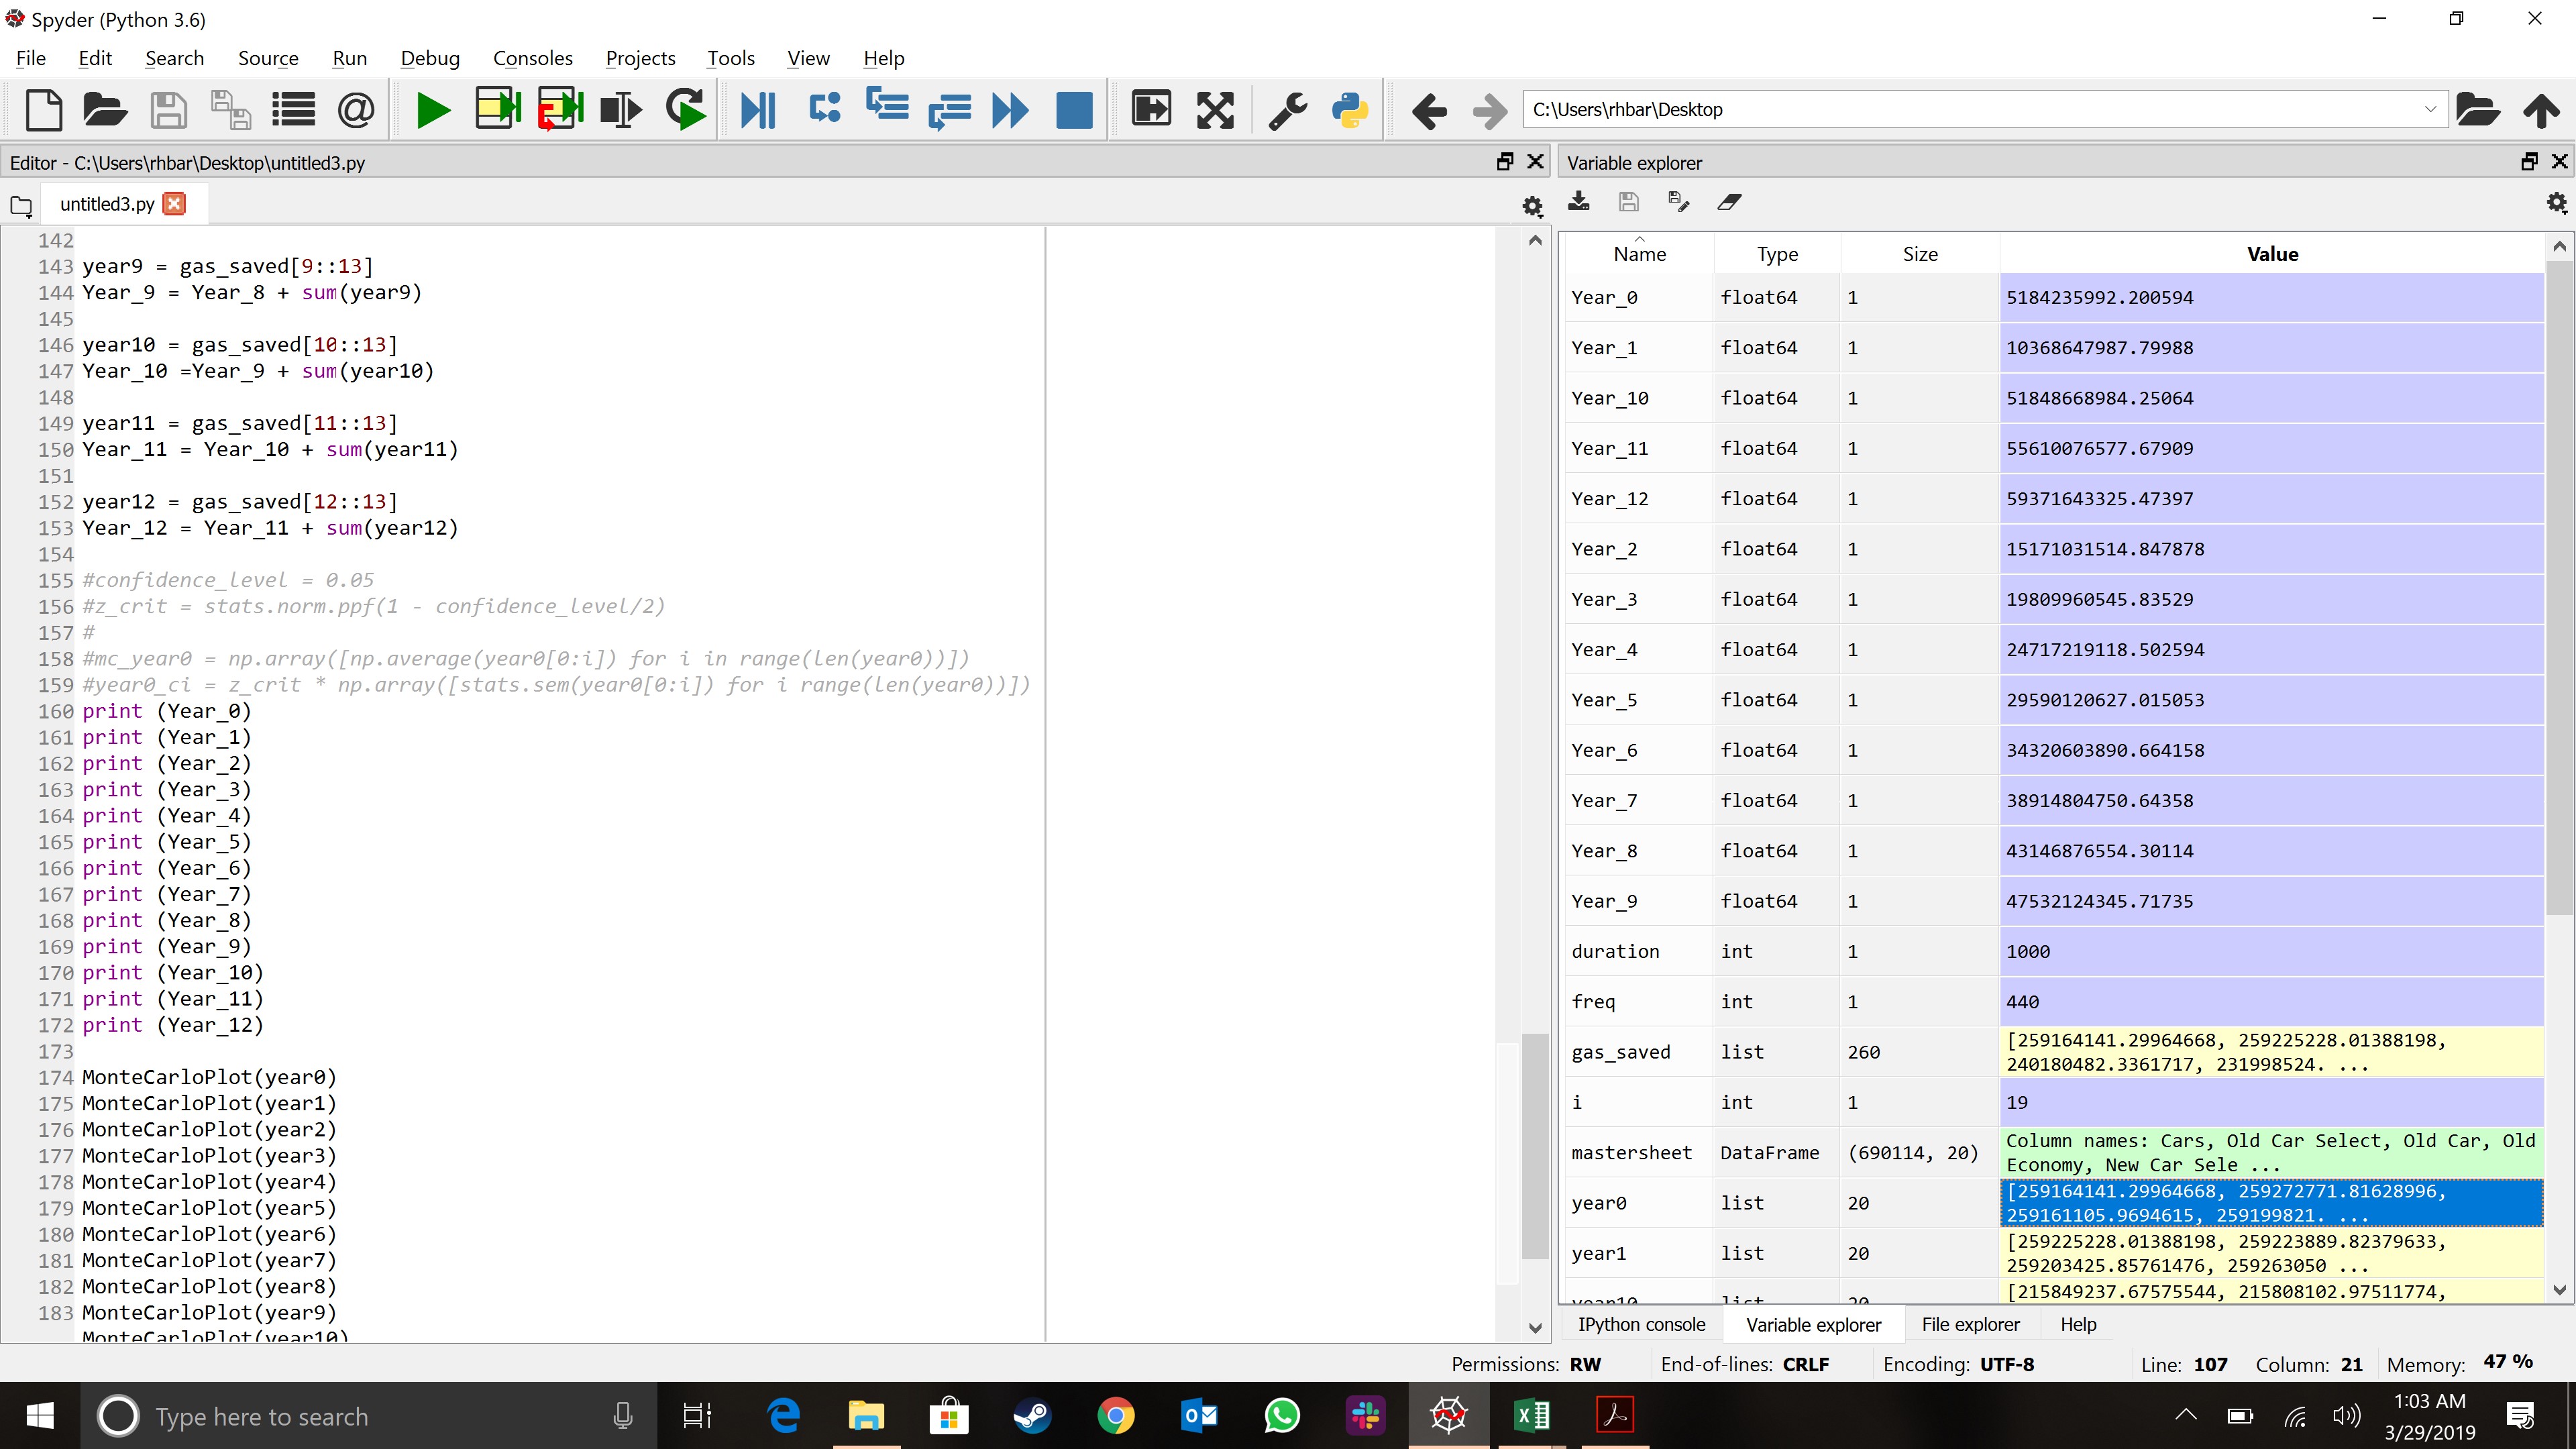 Spyder (Python 3.6)
File Edit Search Source Run Debug Consoles Projects Tools View Help
C:\Users\rhbar\Desktop
Editor - C:\Users\rhbar\Desktop\untitled3.py
untitled3.py
142
143 year9 = gas_saved[9::13]
144 Year_9 = Year_8 + sum(year9)
145
146 year10 = gas_saved[10::13]
147 Year_10 =Year_9 + sum(year10)
148
149 year11 = gas_saved[11::13]
150 Year_11 = Year_10 + sum(year11)
151
152 year12 = gas_saved[12::13]
153 Year_12 = Year_11 + sum(year12)
154
155 #confidence_level = 0.05
156 #z_crit = stats.norm.ppf(1 - confidence_level/2)
157 #
158 #mc_year0 = np.array([np.average(year0[0:i]) for i in range(len(year0))])
159 #year0_ci = z_crit * np.array([stats.sem(year0[0:i]) for i range(len(year0))])
160 print (Year_0)
161 print (Year_1)
162 print (Year_2)
163 print (Year_3)
164 print (Year_4)
165 print (Year_5)
166 print (Year_6)
167 print (Year_7)
168 print (Year_8)
169 print (Year_9)
170 print (Year_10)
171 print (Year_11)
172 print (Year_12)
173
174 MonteCarloPlot(year0)
175 MonteCarloPlot(year1)
176 MonteCarloPlot(year2)
177 MonteCarloPlot(year3)
178 MonteCarloPlot(year4)
179 MonteCarloPlot(year5)
180 MonteCarloPlot(year6)
181 MonteCarloPlot(year7)
182 MonteCarloPlot(year8)
183 MonteCarloPlot(year9)
MonteCarloPlot(year10)
Variable explorer
Name Type Size Value
Year_0 float64 1 5184235992.200594
Year_1 float64 1 10368647987.79988
Year_10 float64 1 51848668984.25064
Year_11 float64 1 55610076577.67909
Year_12 float64 1 59371643325.47397
Year_2 float64 1 15171031514.847878
Year_3 float64 1 19809960545.83529
Year_4 float64 1 24717219118.502594
Year_5 float64 1 29590120627.015053
Year_6 float64 1 34320603890.664158
Year_7 float64 1 38914804750.64358
Year_8 float64 1 43146876554.30114
Year_9 float64 1 47532124345.71735
duration int 1 1000
freq int 1 440
gas_saved list 260 [259164141.29964668, 259225228.01388198,
240180482.3361717, 231998524. ...
i int 1 19
mastersheet DataFrame (690114, 20) Column names: Cars, Old Car Select, Old Car, Old
Economy, New Car Sele ...
year0 list 20 [259164141.29964668, 259272771.81628996,
259161105.9694615, 259199821. ...
year1 list 20 [259225228.01388198, 259223889.82379633,
259203425.85761476, 259263050 ...
year10 list 20 [215849237.67575544, 215808102.97511774,
IPython console Variable explorer File explorer Help
Permissions: RW End-of-lines: CRLF Encoding: UTF-8 Line: 107 Column: 21 Memory: 47 %
Type here to search
1:03 AM
3/29/2019